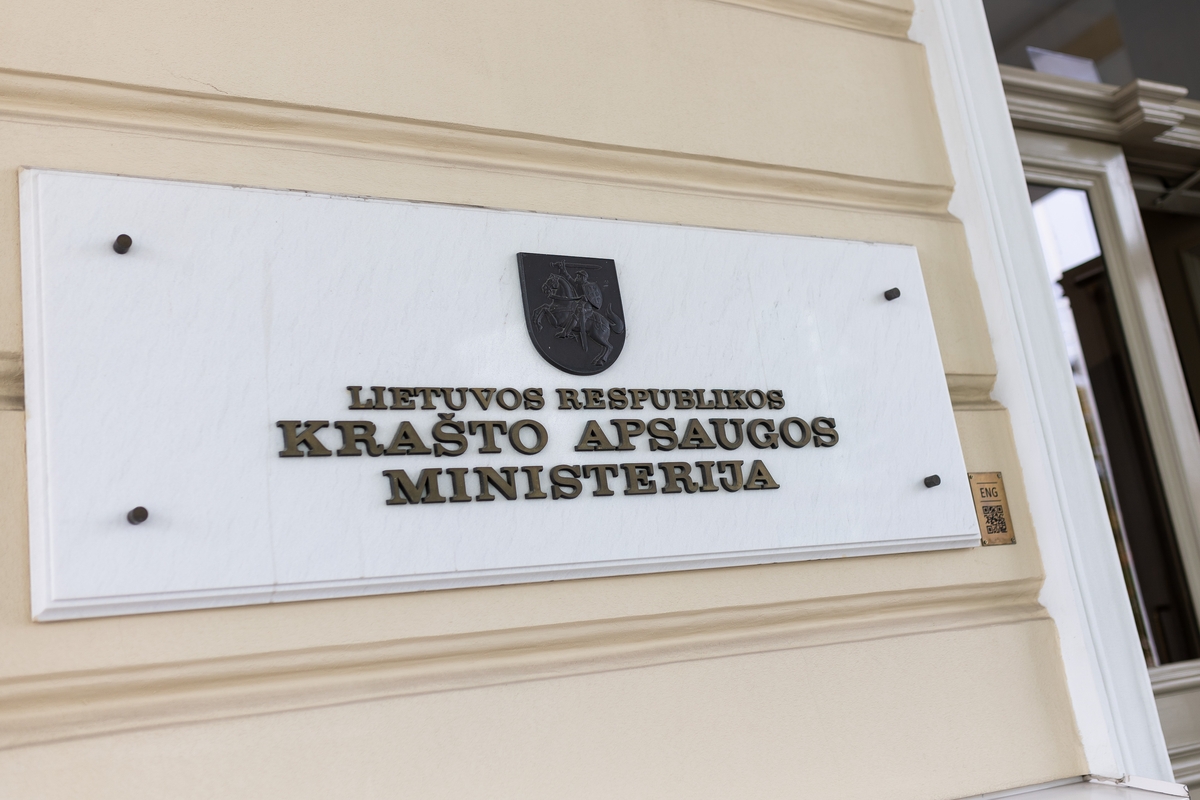 LIETUVOS RESPUBLIKOS
KRAŠTO APSAUGOS
MINISTERIJA
ENG